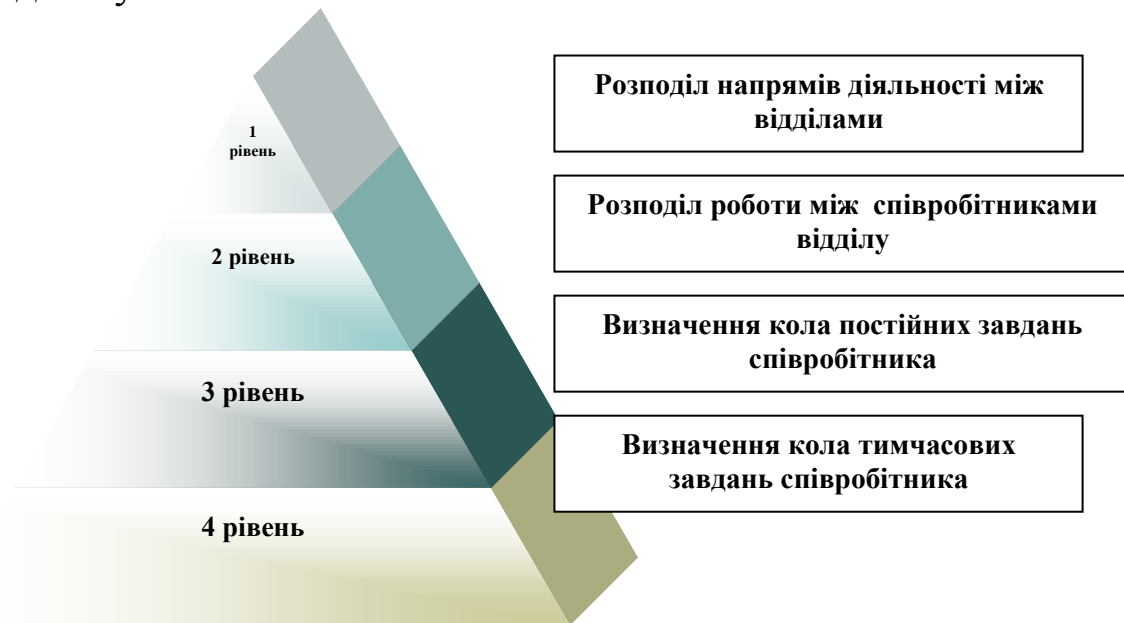 1
рівень
Розподіл напрямів діяльності між
відділами
2 рівень
Розподіл роботи між співробітниками
відділу
3 рівень
Визначення кола постійних завдань
співробітника
4 рівень
Визначення кола тимчасових
завдань співробітника